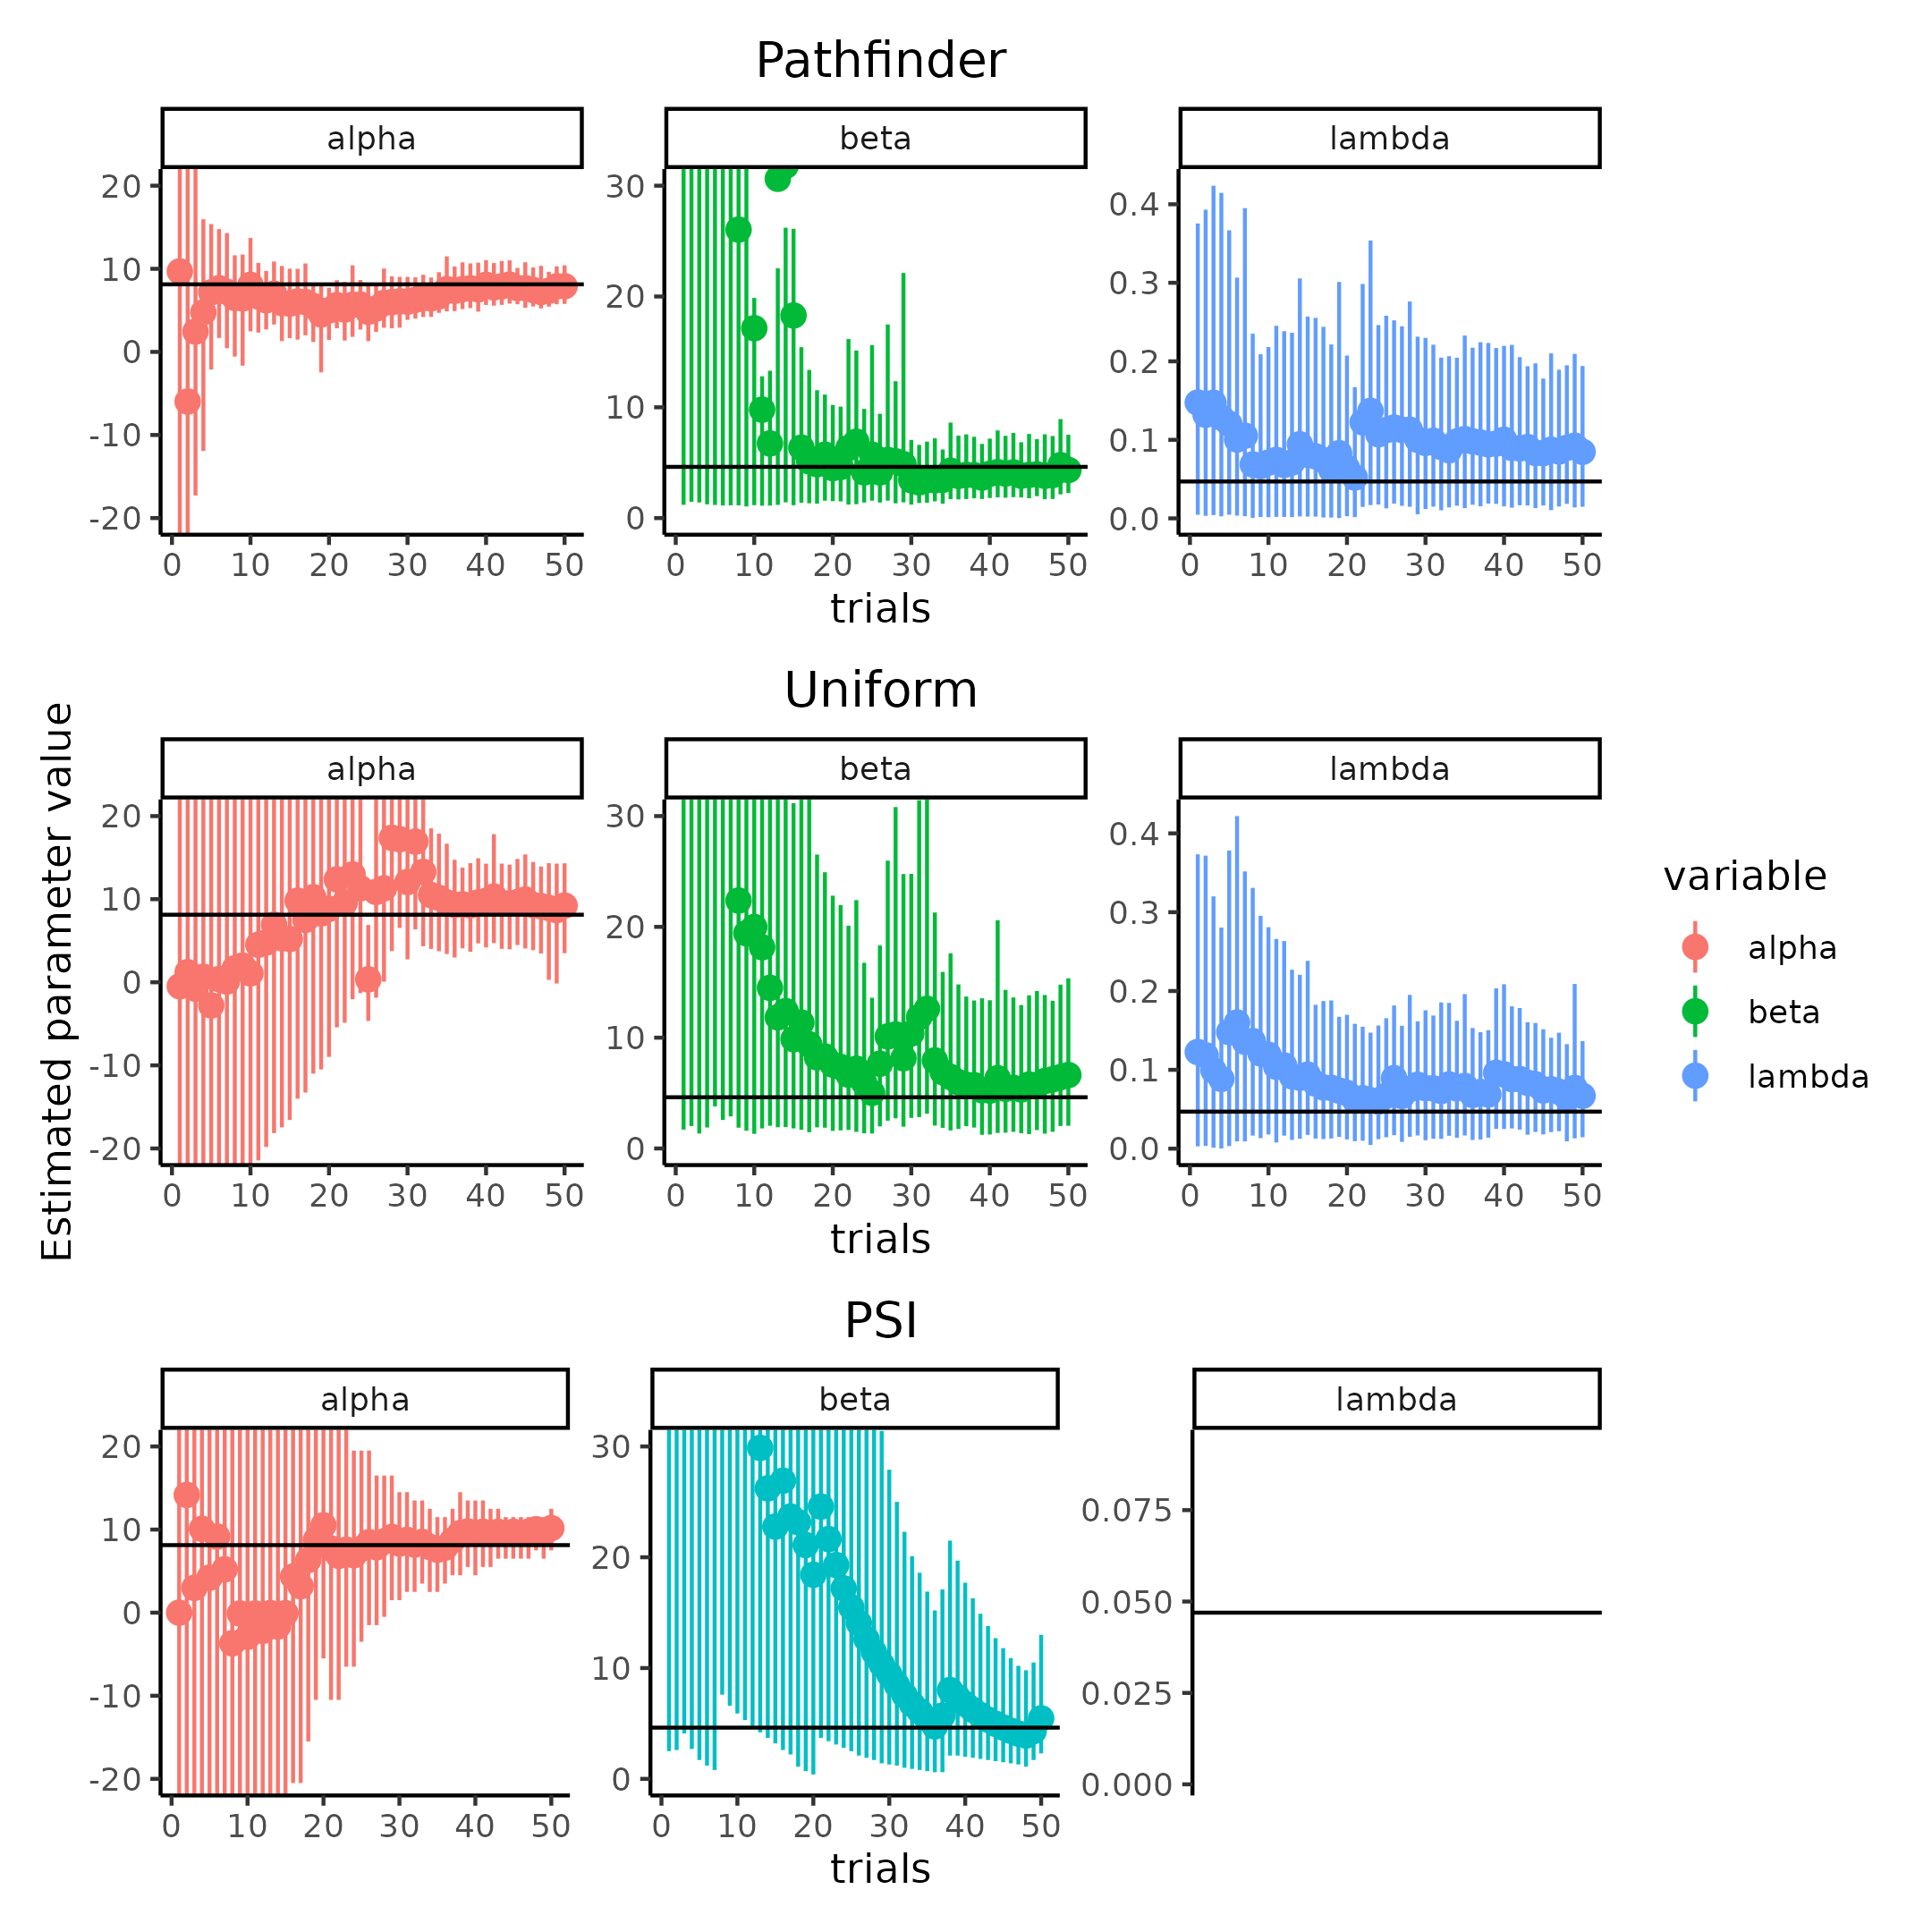 Pathfinder
alpha beta lambda
20 30 0.4
10 20 0.3
0 10 0.2
-10 0 0.1
-20 0.0
0 10 20 30 40 50 0 10 20 30 40 50 0 10 20 30 40 50
trials
Uniform
alpha beta lambda
20 30 0.4
10 20 0.3
0 10 0.2
-10 0 0.1
-20 0.0
0 10 20 30 40 50 0 10 20 30 40 50 0 10 20 30 40 50
trials
Estimated parameter value
PSI
alpha beta lambda
20 30 0.075
10 20 0.050
0 10 0.025
-10 0 0.000
-20
0 10 20 30 40 50 0 10 20 30 40 50
trials
variable
alpha
beta
lambda